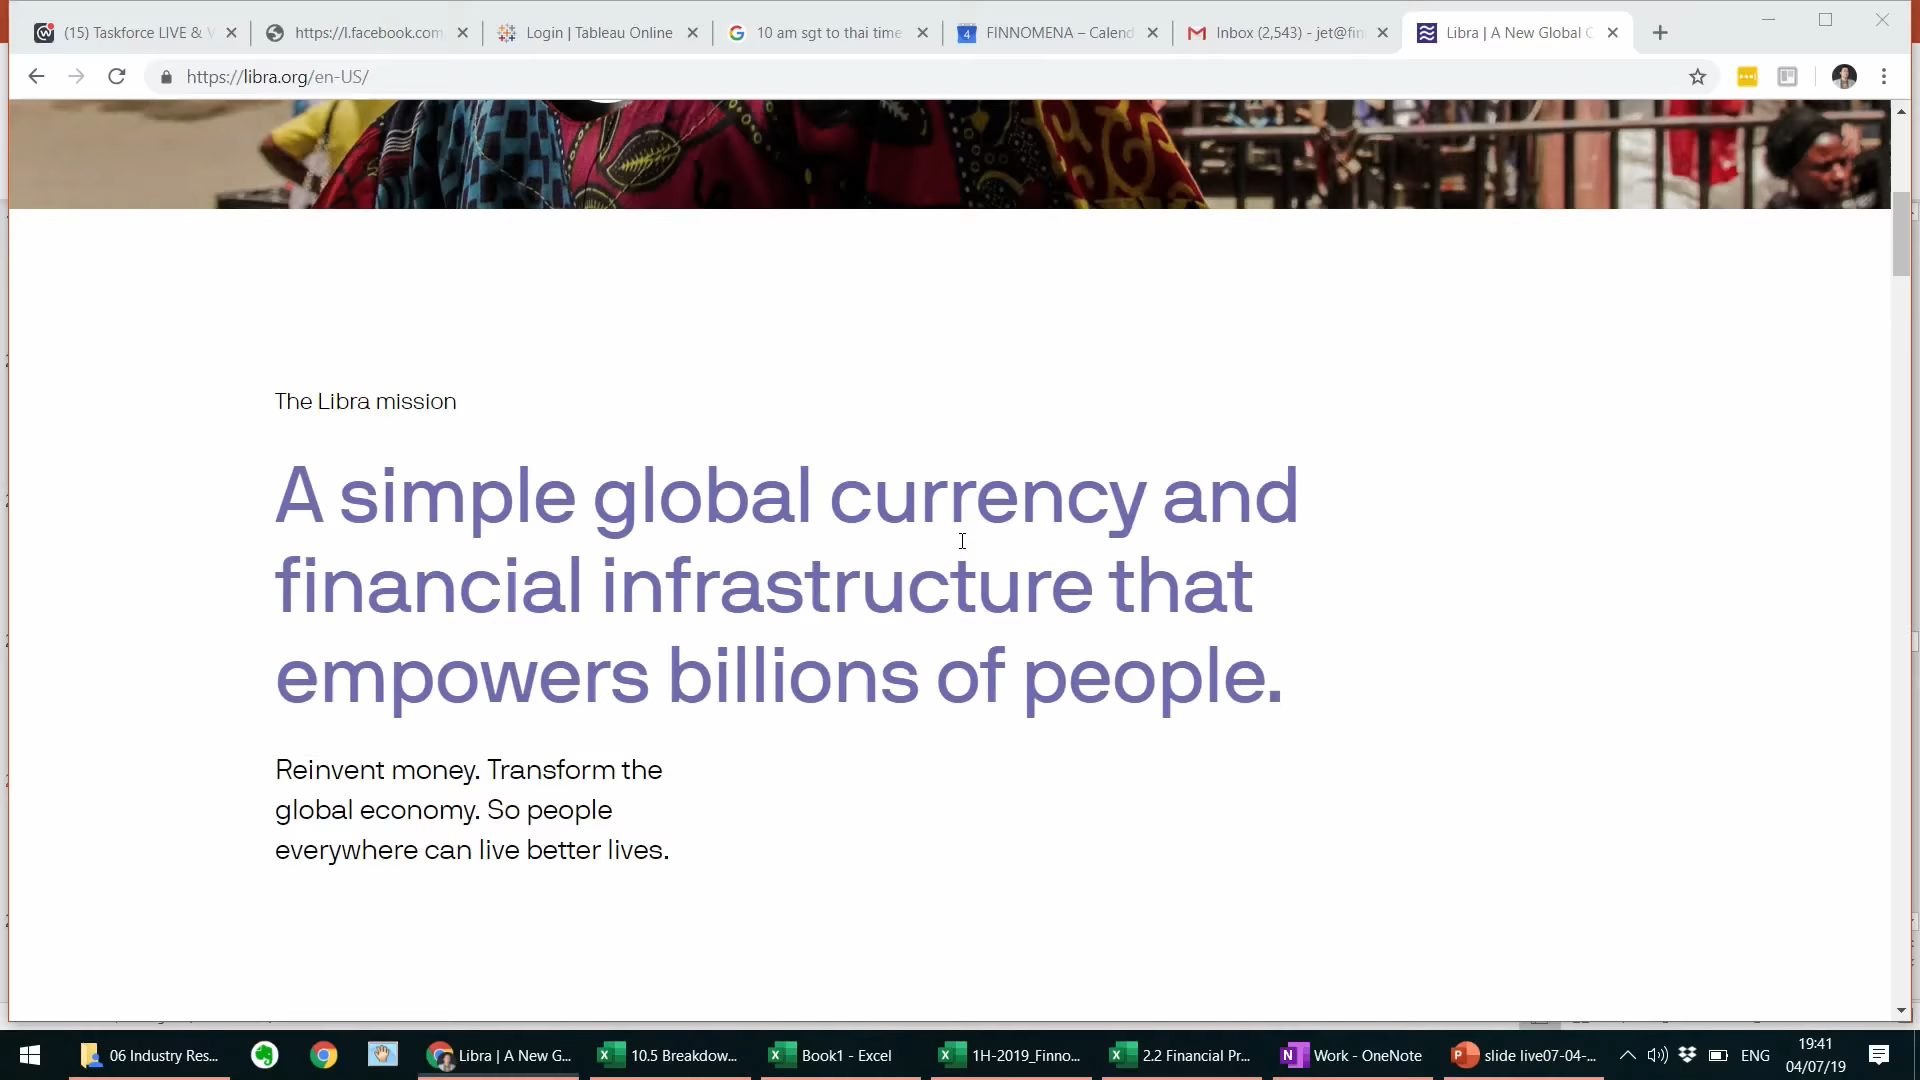 (15) Taskforce LIVE &
https://l.facebook.com
Login | Tableau Online
10 am sgt to thai time
4
FINNOMENA – Calend
Inbox (2,543) - jet@fin
Libra | A New Global C
https://libra.org/en-US/
The Libra mission
A simple global currency and
financial infrastructure that
empowers billions of people.
Reinvent money. Transform the
global economy. So people
everywhere can live better lives.
06 Industry Res...
Libra | A New G...
10.5 Breakdow...
Book1 - Excel
1H-2019_Finno...
2.2 Financial Pr...
Work - OneNote
slide live07-04-...
ENG
19:41
04/07/19